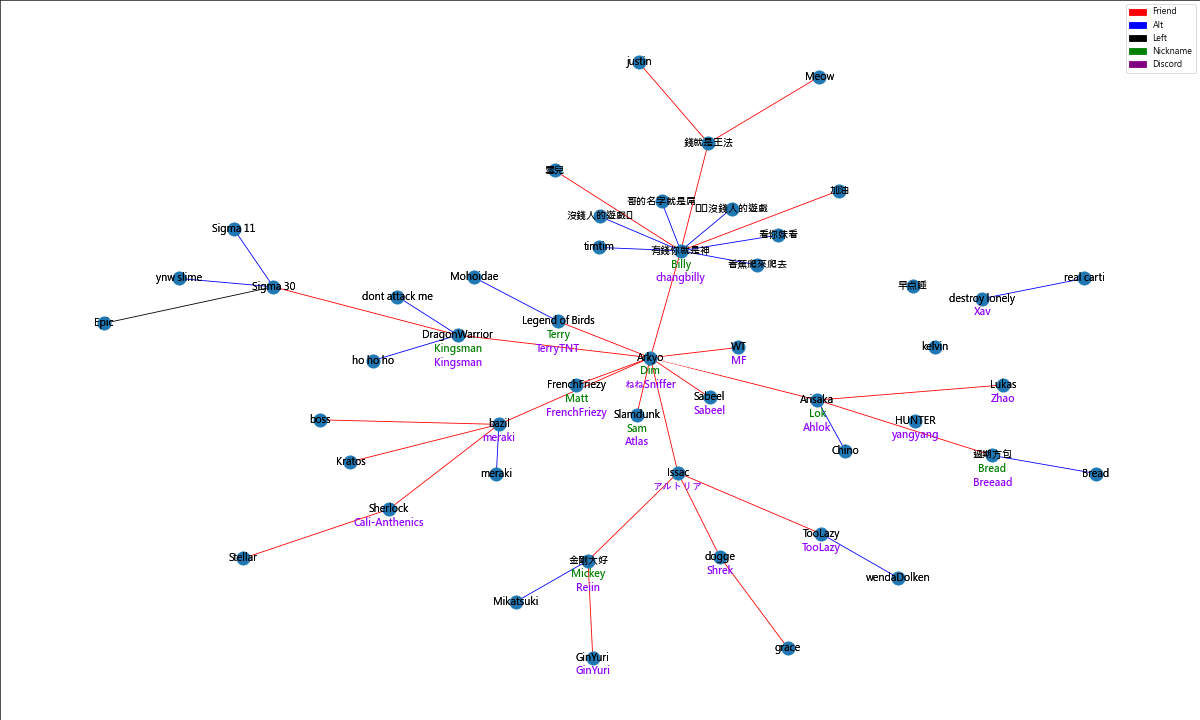 Friend
Alt
Left
Nickname
Discord
justin
Meow
錢就是王法
加油
哥的名字就是屌
沒錢人的遊戲
沒錢人的遊戲
看你妹看
timtim
有錢你就是神
Billy
changbilly
香蕉爬來爬去
Sigma 11
ynw slime
Sigma 30
Epic
Mohoidae
dont attack me
Legend of Birds
Terry
TerryTNT
DragonWarrior
Kingsman
Kingsman
ho ho ho
早点睡
real carti
destroy lonely
Xav
kelvin
WT
MF
Arkyo
Dim
ねねSniffer
FrenchFriezy
Matt
FrenchFriezy
Sabeel
Sabeel
Slamdunk
Sam
Atlas
Arisaka
Lok
Ahlok
Lukas
Zhao
HUNTER
yangyang
Chino
過期方包
Bread
Breeaad
Bread
boss
bazil
meraki
Kratos
meraki
Sherlock
Cali-Anthenics
Stellar
Issac
アルトリア
TooLazy
TooLazy
wendaDolken
金剛大好
Mickey
Reiin
dogge
Shrek
Mikatsuki
GinYuri
GinYuri
grace